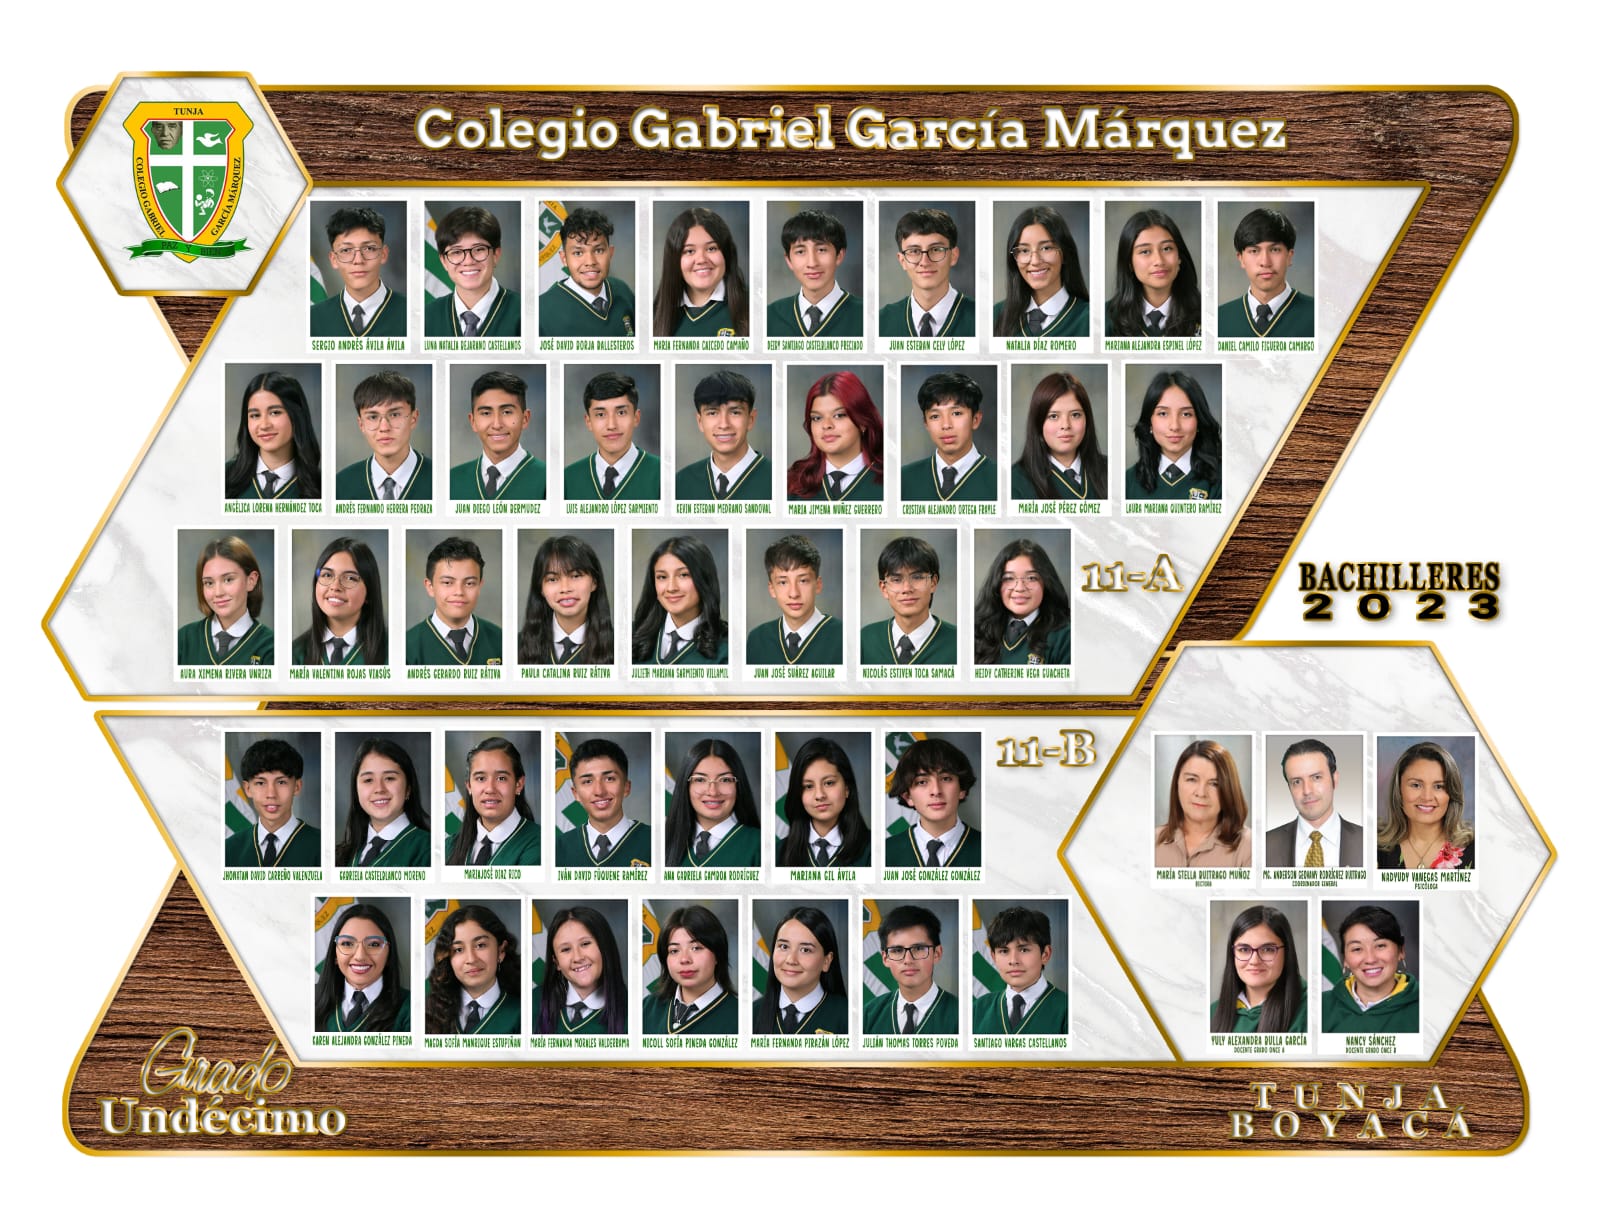 TUNJA
COLEGIO GABRIEL
GARCÍA MÁRQUEZ
PAZ Y BIEN
Colegio Gabriel García Márquez
SERGIO ANDRÉS ÁVILA ÁVILA
LUNA NATALIA BEJARANO CASTELLANOS
JOSÉ DAVID BORJA BALLESTEROS
MARIA FERNANDA CAICEDO CAMAÑO
DEIBY SANTIAGO CASTELBLANCO PRECIADO
JUAN ESTEBAN CELY LÓPEZ
NATALIA DÍAZ ROMERO
MARIANA ALEJANDRA ESPINEL LÓPEZ
DANIEL CAMILO FIGUEROA CAMARGO
ANGÉLICA LORENA HERNÁNDEZ TOCA
ANDRÉS FERNANDO HERRERA PEDRAZA
JUAN DIEGO LEÓN BERMUDEZ
LUIS ALEJANDRO LÓPEZ SARMIENTO
KEVIN ESTEBAN MEDRANO SANDOVAL
MARIA JIMENA NUÑEZ GUERRERO
CRISTIAN ALEJANDRO ORTEGA FRAYLE
MARÍA JOSÉ PÉREZ GÓMEZ
LAURA MARIANA QUINTERO RAMÍREZ
AURA XIMENA RIVERA UNRIZA
MARÍA VALENTINA ROJAS VIASÚS
ANDRÉS GERARDO RUIZ RÁTIVA
PAULA CATALINA RUIZ RÁTIVA
JULIETH MARIANA SARMIENTO VILLAMIL
JUAN JOSÉ SUÁREZ AGUILAR
NICOLÁS ESTIVEN TOCA SAMACÁ
HEIDY CATHERINE VEGA GUACHETA
11-A
BACHILLERES
2023
11-B
JHONATAN DAVID CARREÑO VALENZUELA
GABRIELA CASTELBLANCO MORENO
MARIAJOSÉ DIAZ RICO
IVÁN DAVID FÚQUENE RAMÍREZ
ANA GABRIELA GAMBOA RODRÍGUEZ
MARIANA GIL ÁVILA
JUAN JOSÉ GONZÁLEZ GONZÁLEZ
KAREN ALEJANDRA GONZÁLEZ PINEDA
MAGDA SOFÍA MANRIQUE ESTUPIÑAN
MARÍA FERNANDA MORALES VALDERRAMA
NICOLL SOFÍA PINEDA GONZÁLEZ
MARÍA FERNANDA PIRAZÁN LÓPEZ
JULIÁN THOMAS TORRES POVEDA
SANTIAGO VARGAS CASTELLANOS
MARÍA STELLA BUITRAGO MUÑOZ
RECTORA
MG. ANDERSON GEOVANY RODRÍGUEZ BUITRAGO
COORDINADOR GENERAL
NADYUDY VANEGAS MARTÍNEZ
PSICÓLOGA
YULY ALEXANDRA BULLA GARCÍA
DOCENTE GRADO ONCE A
NANCY SÁNCHEZ
DOCENTE GRADO ONCE B
Grado
Undécimo
TUNJA
BOYACÁ